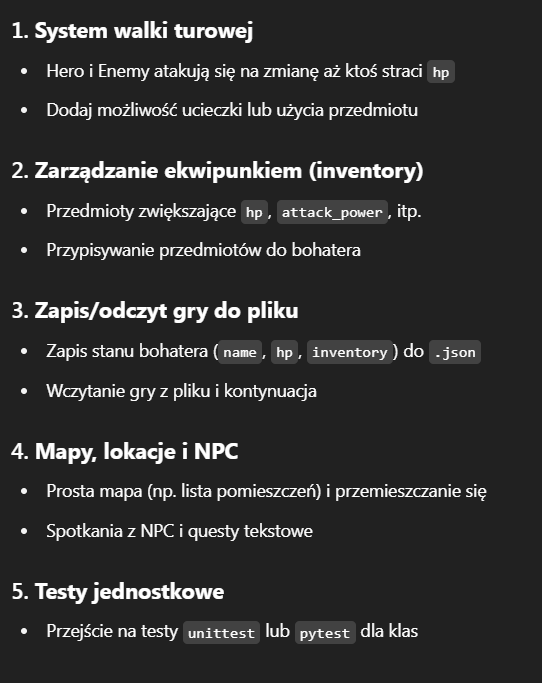 1. System walki turowej
• Hero i Enemy atakują się na zmianę aż ktoś straci hp
• Dodaj możliwość ucieczki lub użycia przedmiotu
2. Zarządzanie ekwipunkiem (inventory)
• Przedmioty zwiększające hp, attack_power, itp.
• Przypisywanie przedmiotów do bohatera
3. Zapis/odczyt gry do pliku
• Zapis stanu bohatera (name, hp, inventory) do .json
• Wczytanie gry z pliku i kontynuacja
4. Mapy, lokacje i NPC
• Prosta mapa (np. lista pomieszczeń) i przemieszczanie się
• Spotkania z NPC i questy tekstowe
5. Testy jednostkowe
• Przejście na testy unittest lub pytest dla klas